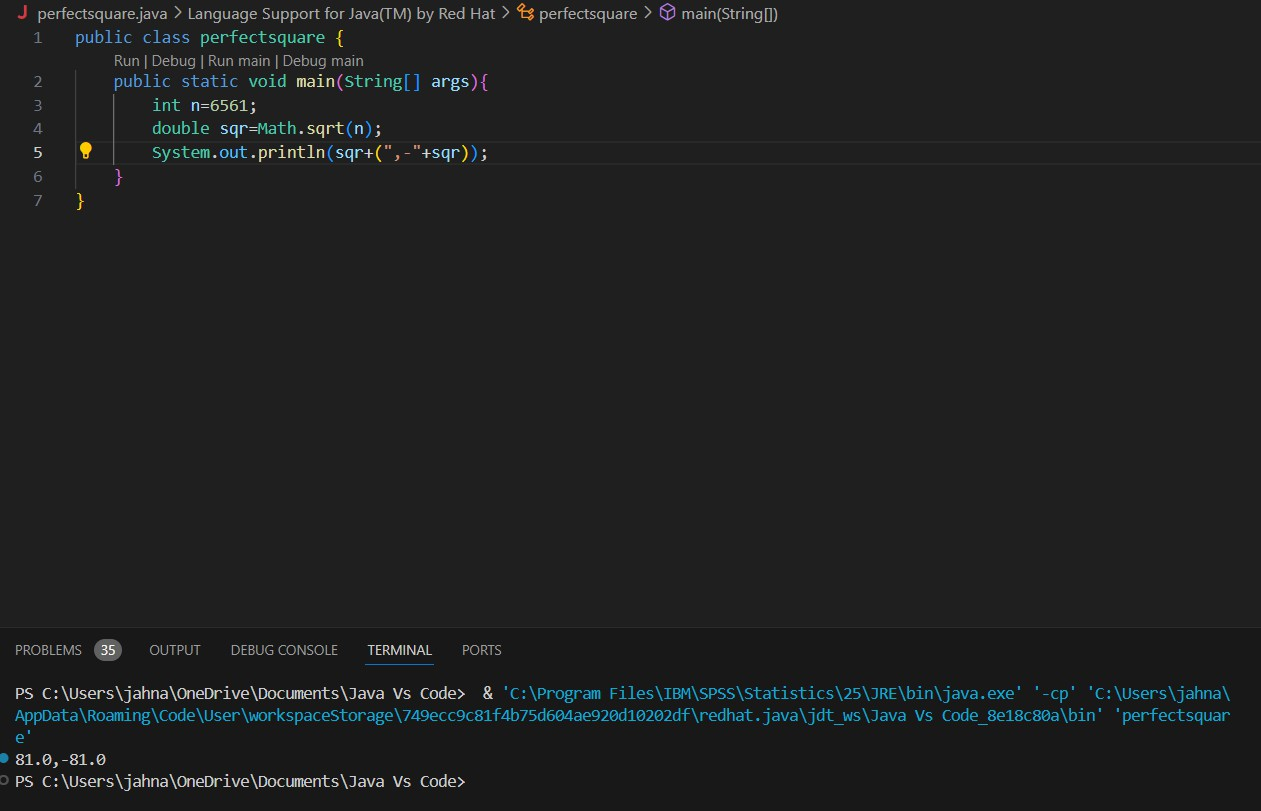 perfectsquare.java > Language Support for Java(TM) by Red Hat > perfectsquare > main(String[])
1 public class perfectsquare {
Run | Debug | Run main | Debug main
2 public static void main(String[] args){
3 int n=6561;
4 double sqr=Math.sqrt(n);
5 System.out.println(sqr+(",-"+sqr));
6 }
7 }
PROBLEMS 35 OUTPUT DEBUG CONSOLE TERMINAL PORTS
PS C:\Users\jahna\OneDrive\Documents\Java Vs Code> & 'C:\Program Files\IBM\SPSS\Statistics\25\JRE\bin\java.exe' '-cp' 'C:\Users\jahna\
AppData\Roaming\Code\User\workspaceStorage\749ecc9c81f4b75d604ae920d10202df\redhat.java\jdt_ws\Java Vs Code_8e18c80a\bin' 'perfectsquar
e'
81.0,-81.0
PS C:\Users\jahna\OneDrive\Documents\Java Vs Code>